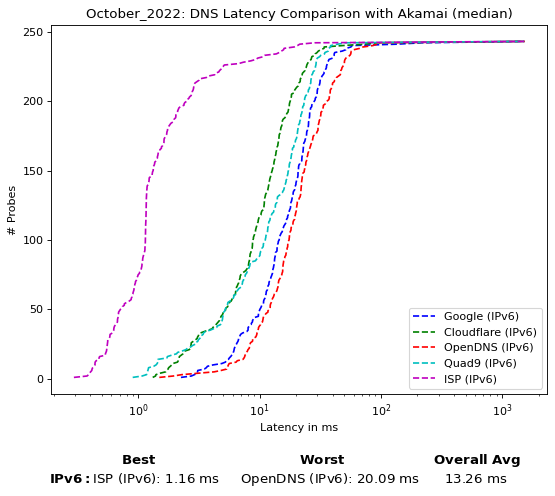 October_2022: DNS Latency Comparison with Akamai (median)
250
200
150
100
50
0
# Probes
10⁰
10¹
10²
10³
Latency in ms
Google (IPv6)
Cloudflare (IPv6)
OpenDNS (IPv6)
Quad9 (IPv6)
ISP (IPv6)
Best Worst Overall Avg
IPv6: ISP (IPv6): 1.16 ms OpenDNS (IPv6): 20.09 ms 13.26 ms